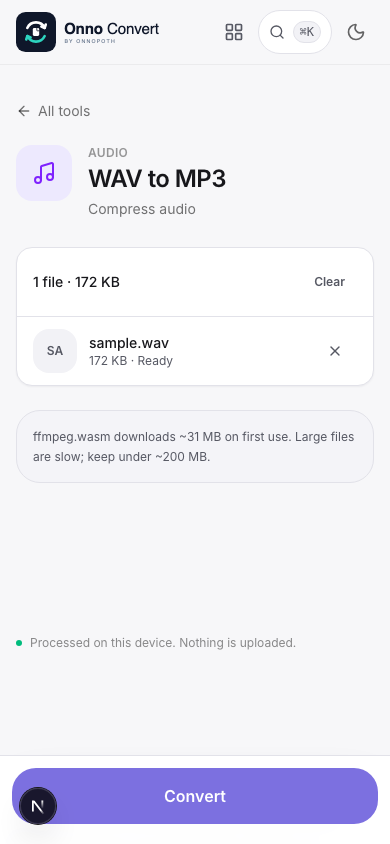 Onno Convert
BY ONNOPOTH
⌘K
All tools
AUDIO
WAV to MP3
Compress audio
1 file · 172 KB
Clear
SA
sample.wav
172 KB · Ready
ffmpeg.wasm downloads ~31 MB on first use. Large files
are slow; keep under ~200 MB.
Processed on this device. Nothing is uploaded.
N
Convert